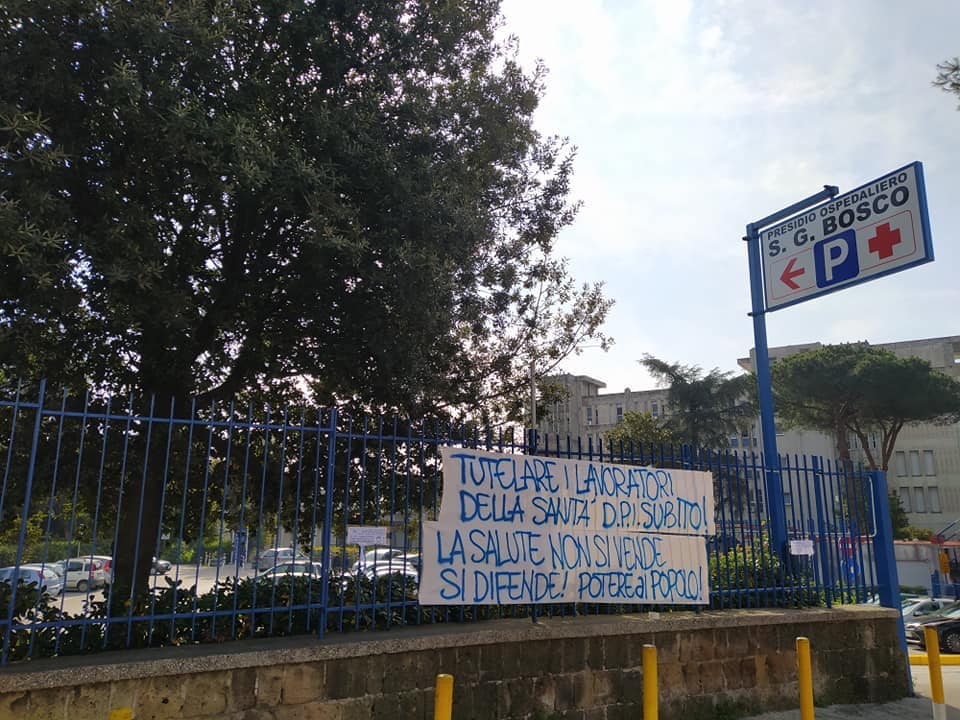 PRESIDIO OSPEDALIERO
S. G. BOSCO
P
TUTELARE I LAVORATORI
DELLA SANITA' D.P.I. SUBITO!
LA SALUTE NON SI VENDE
SI DIFENDE! POTERE al POPOLO!